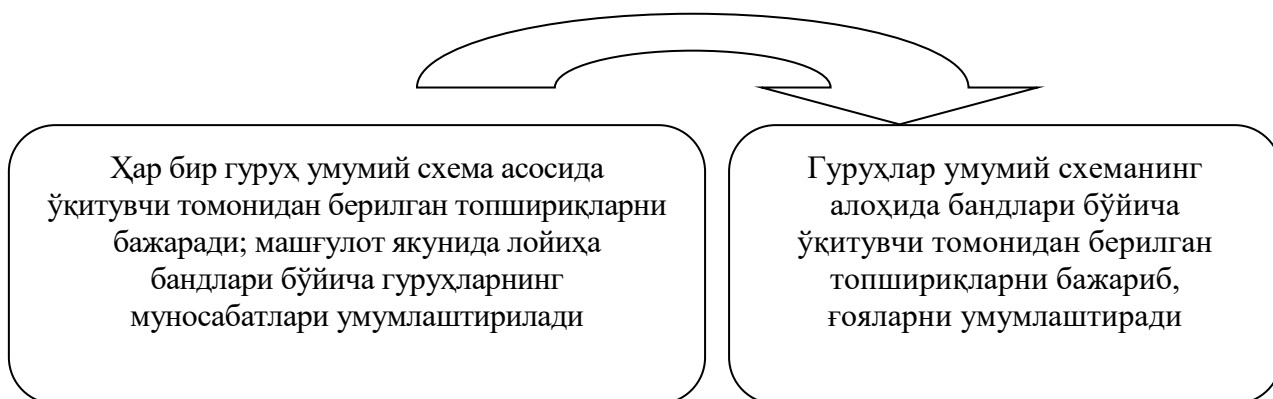 Ҳар бир гуруҳ умумий схема асосида
ўқитувчи томонидан берилган топшириқларни
бажаради; машғулот якунида лойиҳа
бандлари бўйича гуруҳларнинг
муносабатлари умумлаштирилади
Гуруҳлар умумий схеманинг
алоҳида бандлари бўйича
ўқитувчи томонидан берилган
топшириқларни бажариб,
ғояларни умумлаштиради